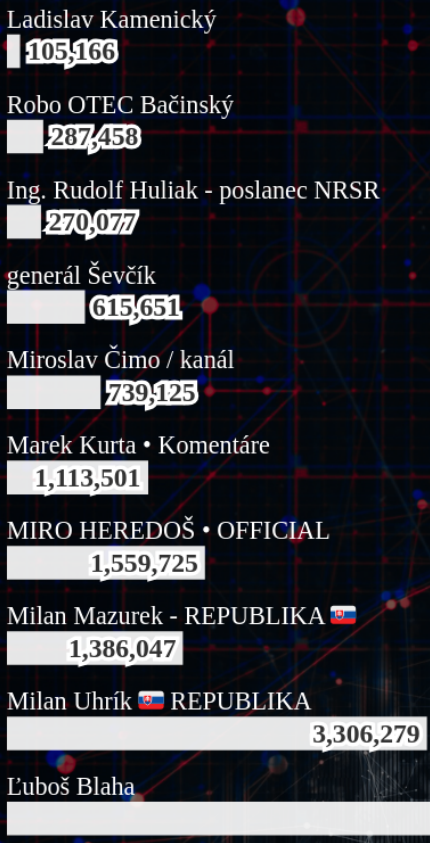 Ladislav Kamenický
105,166
Robo OTEC Bačinský
287,458
Ing. Rudolf Huliak - poslanec NRSR
270,077
generál Ševčík
615,651
Miroslav Čimo / kanál
739,125
Marek Kurta • Komentáre
1,113,501
MIRO HEREDOŠ • OFFICIAL
1,559,725
Milan Mazurek - REPUBLIKA 🇸🇰
1,386,047
Milan Uhrík 🇸🇰 REPUBLIKA
3,306,279
Ľuboš Blaha